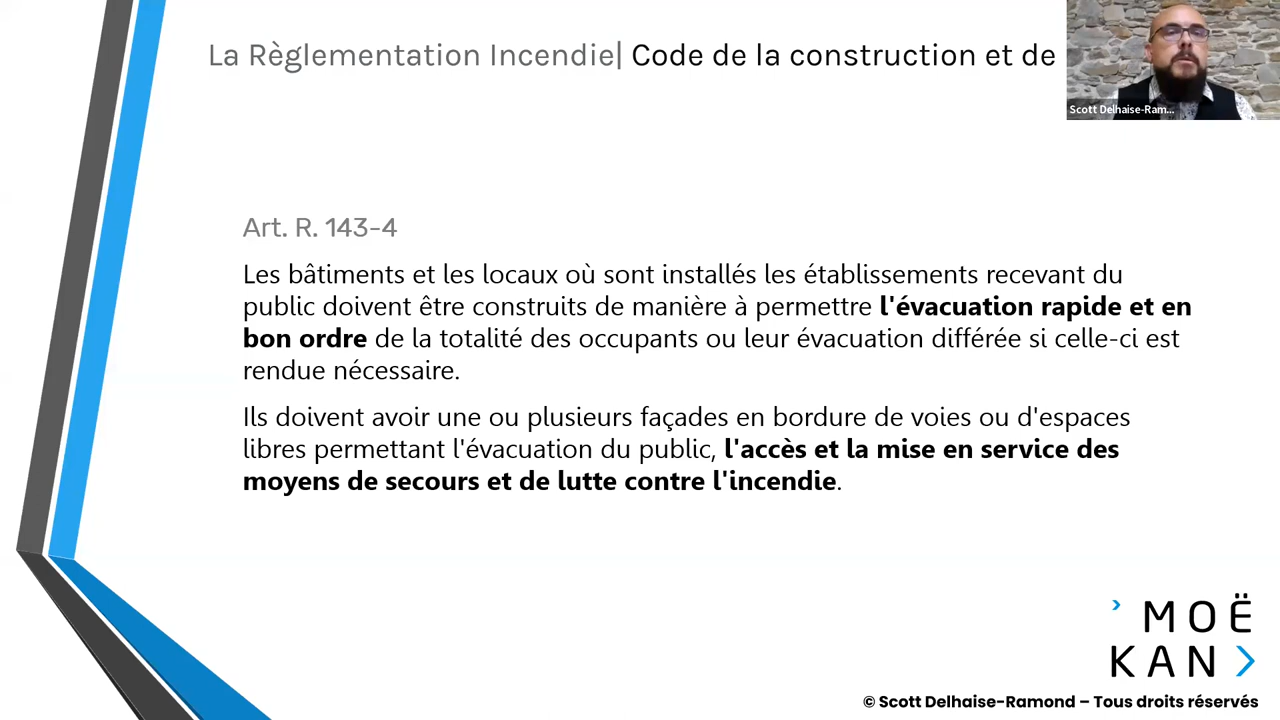 La Règlementation Incendie| Code de la construction et de
Scott Delhaise-Ram...
Art. R. 143-4
Les bâtiments et les locaux où sont installés les établissements recevant du
public doivent être construits de manière à permettre l'évacuation rapide et en
bon ordre de la totalité des occupants ou leur évacuation différée si celle-ci est
rendue nécessaire.
Ils doivent avoir une ou plusieurs façades en bordure de voies ou d'espaces
libres permettant l'évacuation du public, l'accès et la mise en service des
moyens de secours et de lutte contre l'incendie.
MOË
KAN
© Scott Delhaise-Ramond – Tous droits réservés